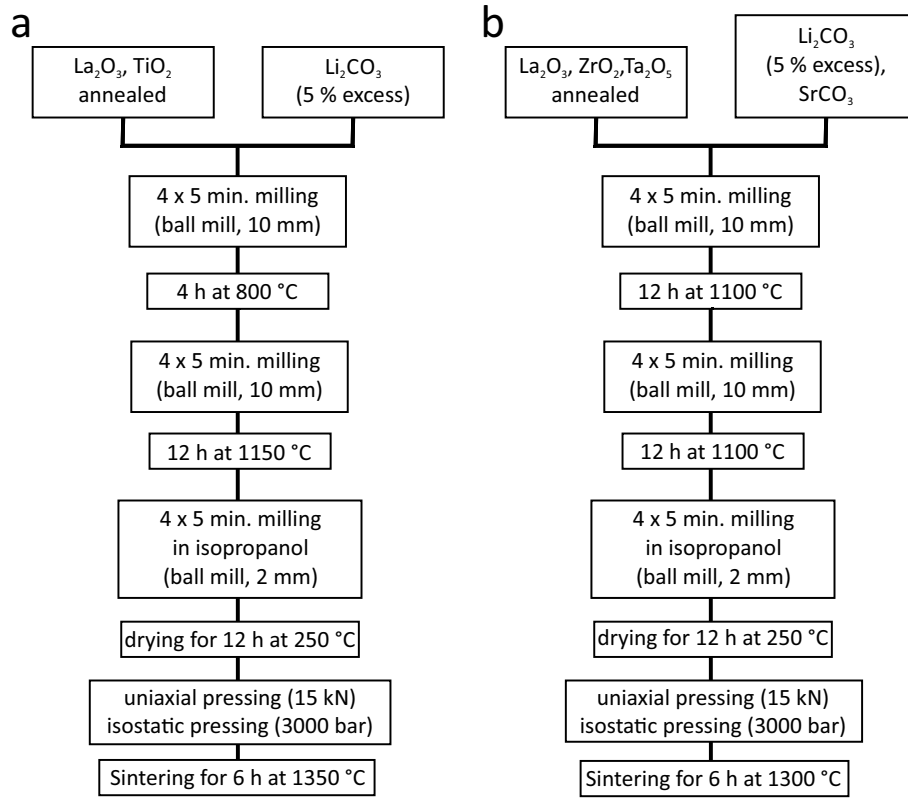 a
La₂O₃, TiO₂
annealed
Li₂CO₃
(5 % excess)
4 x 5 min. milling
(ball mill, 10 mm)
4 h at 800 °C
4 x 5 min. milling
(ball mill, 10 mm)
12 h at 1150 °C
4 x 5 min. milling
in isopropanol
(ball mill, 2 mm)
drying for 12 h at 250 °C
uniaxial pressing (15 kN)
isostatic pressing (3000 bar)
Sintering for 6 h at 1350 °C
b
La₂O₃, ZrO₂,Ta₂O₅
annealed
Li₂CO₃
(5 % excess),
SrCO₃
4 x 5 min. milling
(ball mill, 10 mm)
12 h at 1100 °C
4 x 5 min. milling
(ball mill, 10 mm)
12 h at 1100 °C
4 x 5 min. milling
in isopropanol
(ball mill, 2 mm)
drying for 12 h at 250 °C
uniaxial pressing (15 kN)
isostatic pressing (3000 bar)
Sintering for 6 h at 1300 °C